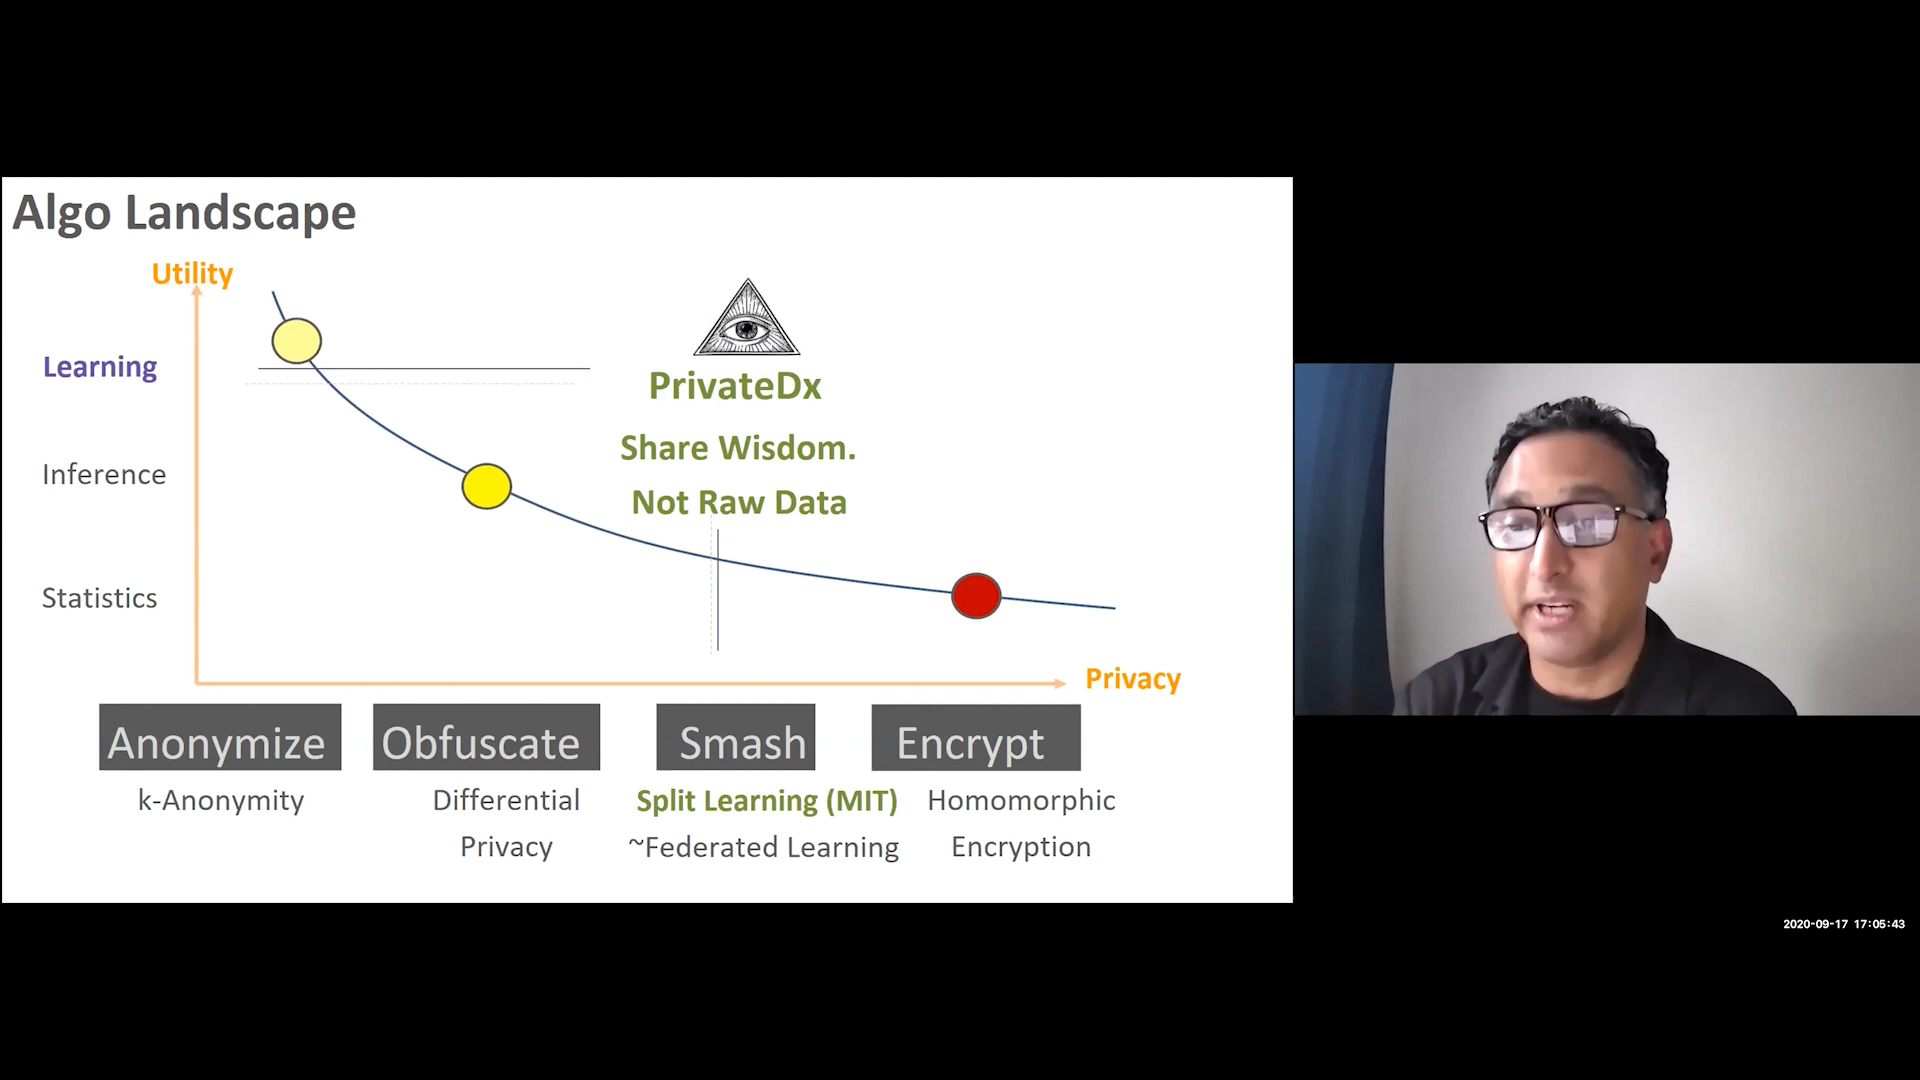 Algo Landscape
Utility
Learning
Inference
Statistics
PrivateDx
Share Wisdom.
Not Raw Data
Privacy
Anonymize
Obfuscate
Smash
Encrypt
k-Anonymity
Differential
Privacy
Split Learning (MIT)
~Federated Learning
Homomorphic
Encryption
2020-09-17 17:05:43